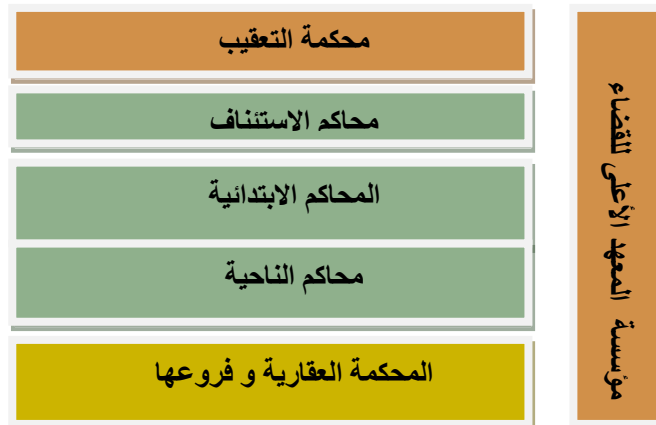 محكمة التعقيب
محاكم الاستئناف
المحاكم الابتدائية
محاكم الناحية
المحكمة العقارية و فروعها
مؤسسة المعهد الأعلى للقضاء